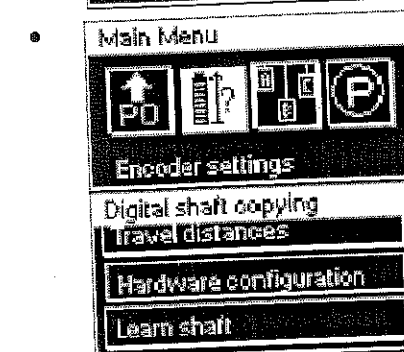 Main Menu
PO
?
A C
B
P
Encoder settings
Digital shaft copying
Travel distances
Hardware configuration
Learn shaft